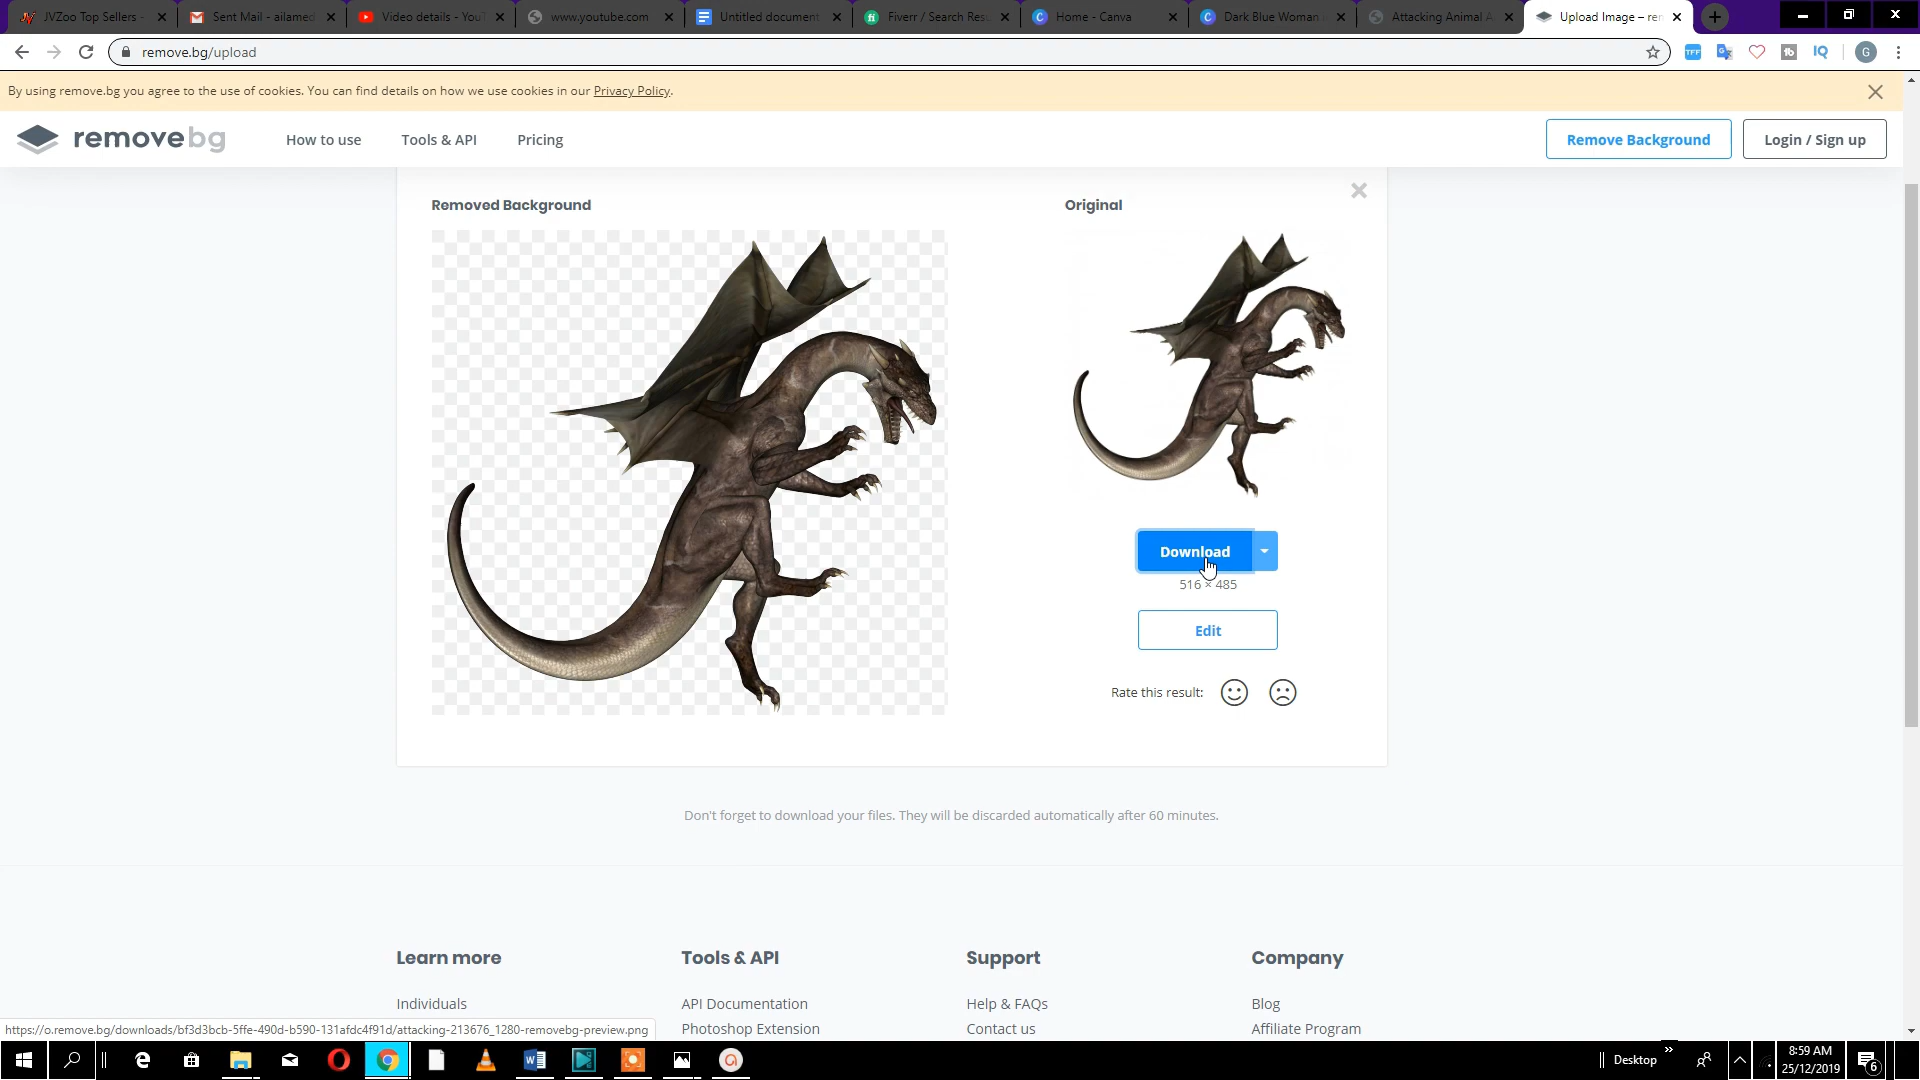 JVZoo Top Sellers - Sent Mail - ailamed Video details - YouT www.youtube.com Untitled document Fiverr / Search Resu Home - Canva Dark Blue Woman Attacking Animal A Upload Image – rem
remove.bg/upload TFF G
By using remove.bg you agree to the use of cookies. You can find details on how we use cookies in our Privacy Policy.
removebg How to use Tools & API Pricing Remove Background Login / Sign up
Removed Background Original
Download
516 × 485
Edit
Rate this result:
Don't forget to download your files. They will be discarded automatically after 60 minutes.
Learn more Tools & API Support Company
Individuals API Documentation Help & FAQs Blog
Photoshop Extension Contact us Affiliate Program
https://o.remove.bg/downloads/bf3d3bcb-5ffe-490d-b590-131afdc4f91d/attacking-213676_1280-removebg-preview.png
Desktop 8:59 AM
25/12/2019 6